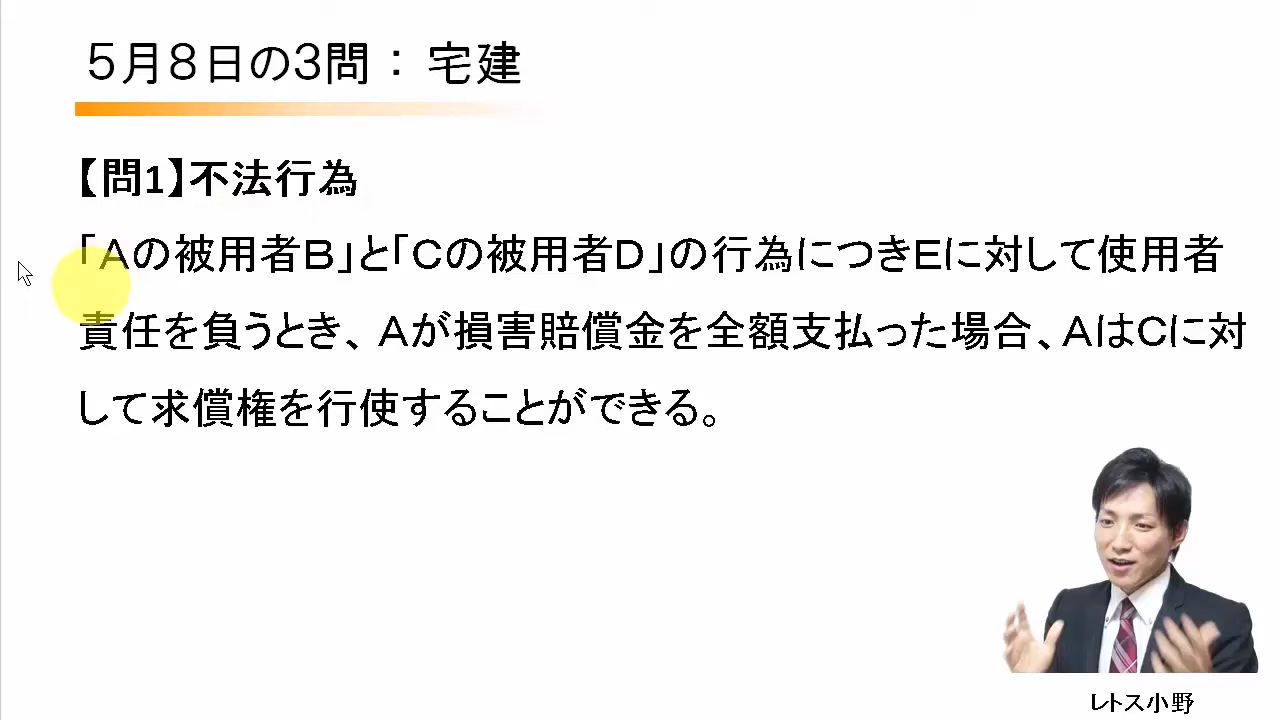 ５月８日の３問：宅建
【問1】不法行為
「Ａの被用者Ｂ」と「Ｃの被用者Ｄ」の行為につきＥに対して使用者
責任を負うとき、Ａが損害賠償金を全額支払った場合、ＡはＣに対
して求償権を行使することができる。
レトス小野